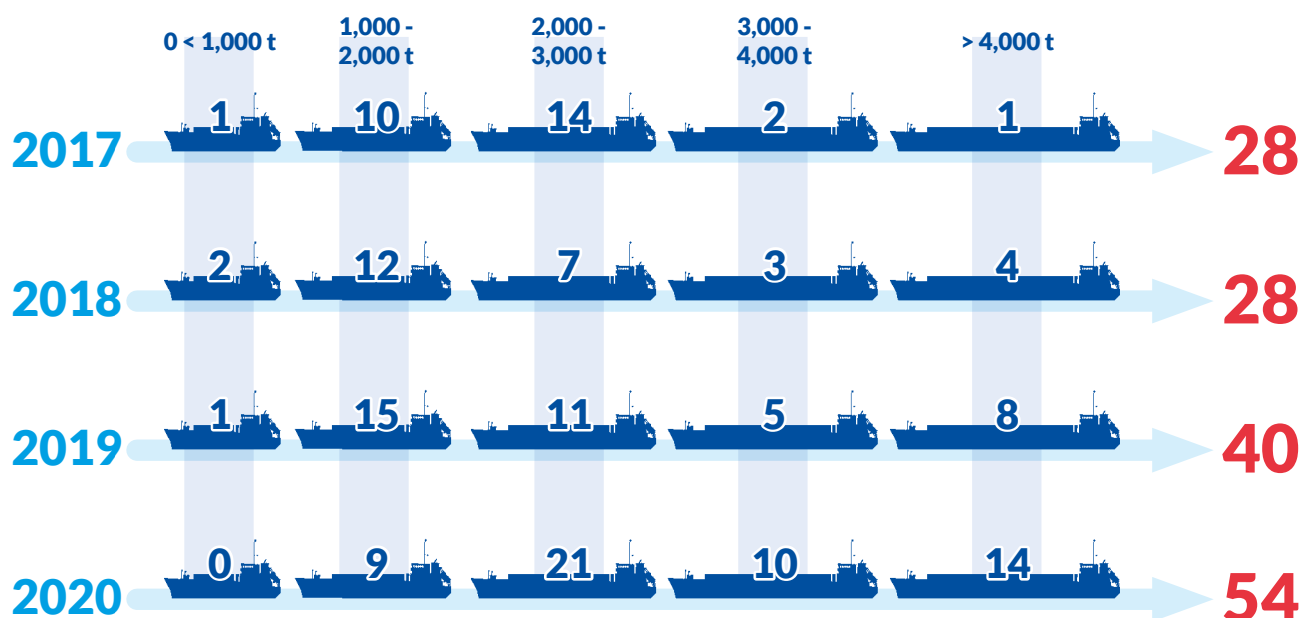 0 < 1,000 t
1,000 -
2,000 t
2,000 -
3,000 t
3,000 -
4,000 t
> 4,000 t
2017 1 10 14 2 1 28
2018 2 12 7 3 4 28
2019 1 15 11 5 8 40
2020 0 9 21 10 14 54